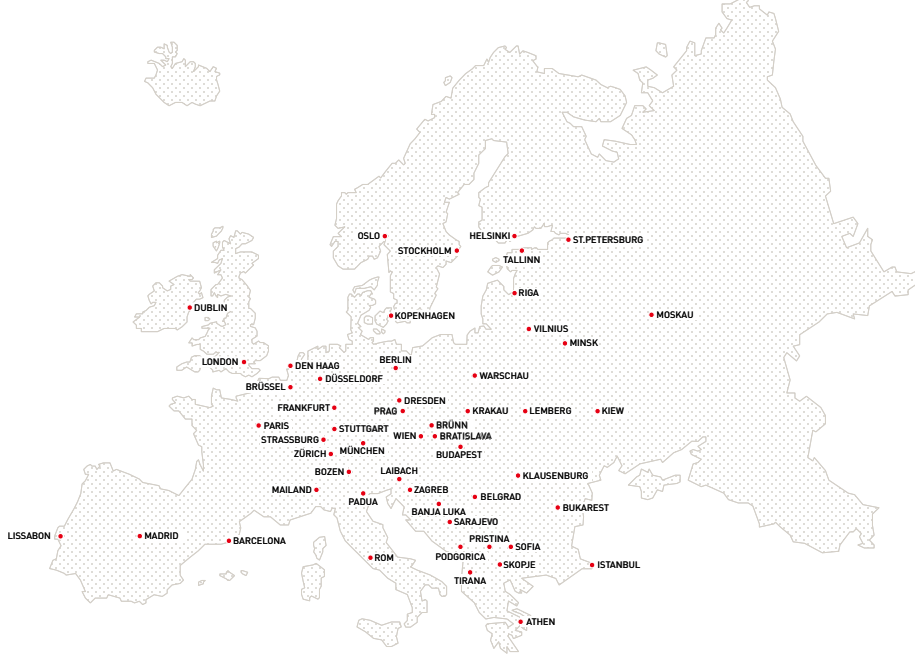 OSLO
HELSINKI
ST.PETERSBURG
STOCKHOLM
TALLINN
RIGA
DUBLIN
KOPENHAGEN
MOSKAU
VILNIUS
MINSK
LONDON
BERLIN
DEN HAAG
DÜSSELDORF
WARSCHAU
BRÜSSEL
DRESDEN
FRANKFURT
PRAG
KRAKAU
LEMBERG
KIEW
PARIS
STUTTGART
BRÜNN
STRASSBURG
WIEN
BRATISLAVA
MÜNCHEN
ZÜRICH
BUDAPEST
BOZEN
LAIBACH
KLAUSENBURG
MAILAND
PADUA
ZAGREB
BELGRAD
BANJA LUKA
BUKAREST
SARAJEVO
LISSABON
MADRID
BARCELONA
PRISTINA
SOFIA
ROM
PODGORICA
SKOPJE
ISTANBUL
TIRANA
ATHEN